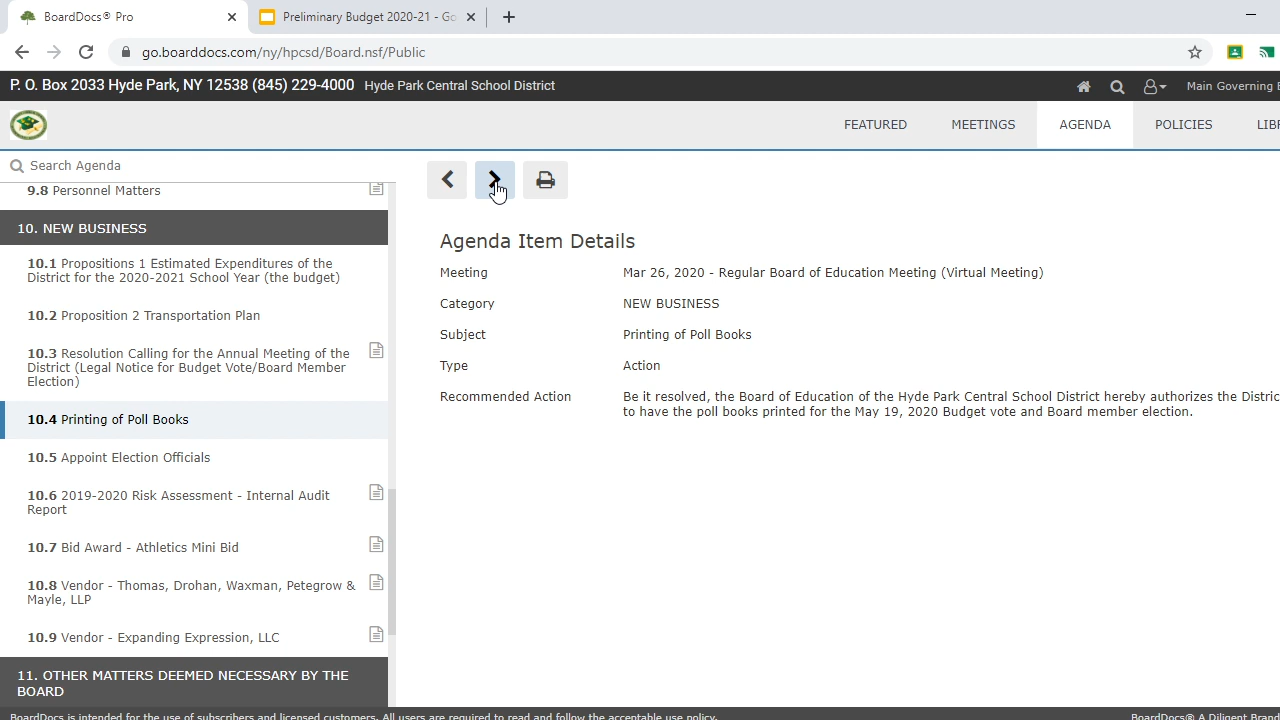 BoardDocs® Pro
Preliminary Budget 2020-21 - Go
go.boarddocs.com/ny/hpcsd/Board.nsf/Public
P. O. Box 2033 Hyde Park, NY 12538 (845) 229-4000 Hyde Park Central School District
Main Governing
FEATURED MEETINGS AGENDA POLICIES LIB
Search Agenda
9.8 Personnel Matters
10. NEW BUSINESS
10.1 Propositions 1 Estimated Expenditures of the
District for the 2020-2021 School Year (the budget)
10.2 Proposition 2 Transportation Plan
10.3 Resolution Calling for the Annual Meeting of the
District (Legal Notice for Budget Vote/Board Member
Election)
10.4 Printing of Poll Books
10.5 Appoint Election Officials
10.6 2019-2020 Risk Assessment - Internal Audit
Report
10.7 Bid Award - Athletics Mini Bid
10.8 Vendor - Thomas, Drohan, Waxman, Petegrow &
Mayle, LLP
10.9 Vendor - Expanding Expression, LLC
11. OTHER MATTERS DEEMED NECESSARY BY THE
BOARD
Agenda Item Details
Meeting Mar 26, 2020 - Regular Board of Education Meeting (Virtual Meeting)
Category NEW BUSINESS
Subject Printing of Poll Books
Type Action
Recommended Action Be it resolved, the Board of Education of the Hyde Park Central School District hereby authorizes the Distric
to have the poll books printed for the May 19, 2020 Budget vote and Board member election.
BoardDocs is intended for the use of subscribers and licensed customers. All users are required to read and follow the acceptable use policy.
BoardDocs® A Diligent Brand